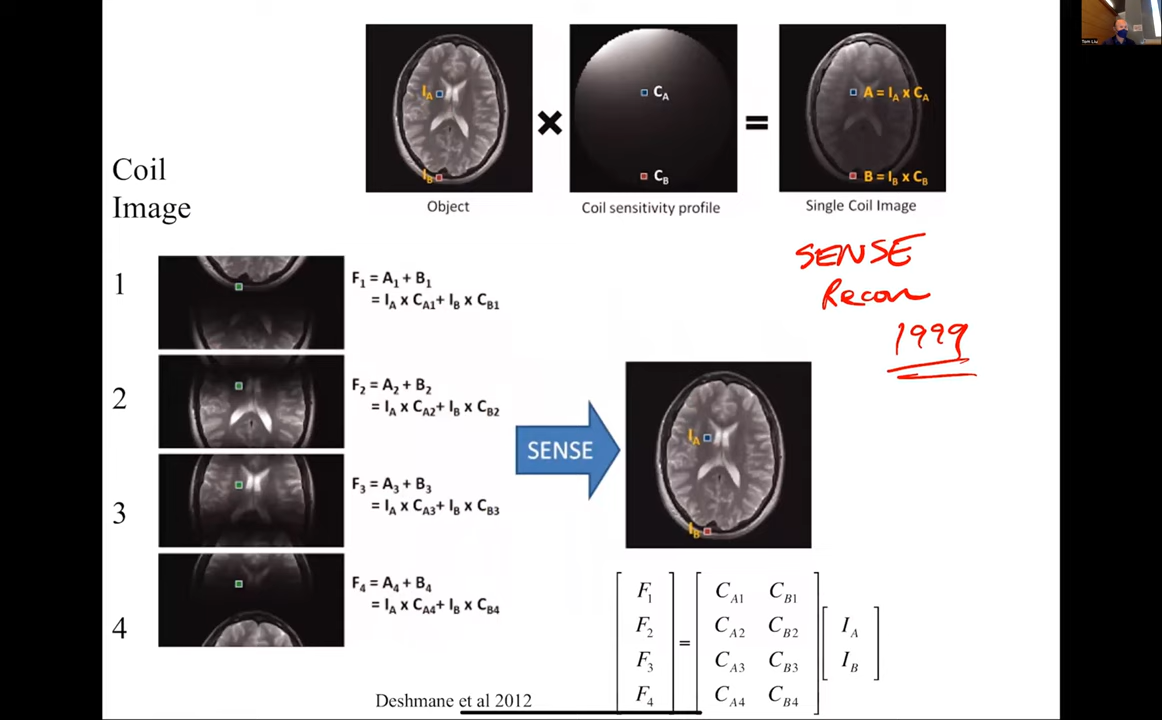 Tom Liu
I_A
I_B
×
C_A
C_B
=
A = I_A x C_A
B = I_B x C_B
Object
Coil sensitivity profile
Single Coil Image
Coil
Image
SENSE
Recon
1999
1
F₁ = A₁ + B₁
= I_A x C_A1+ I_B x C_B1
2
F₂ = A₂ + B₂
= I_A x C_A2+ I_B x C_B2
3
F₃ = A₃ + B₃
= I_A x C_A3+ I_B x C_B3
4
F₄ = A₄ + B₄
= I_A x C_A4+ I_B x C_B4
SENSE
I_A
I_B
F₁ C_A1 C_B1
F₂ C_A2 C_B2 I_A
=
F₃ C_A3 C_B3 I_B
F₄ C_A4 C_B4
Deshmane et al 2012